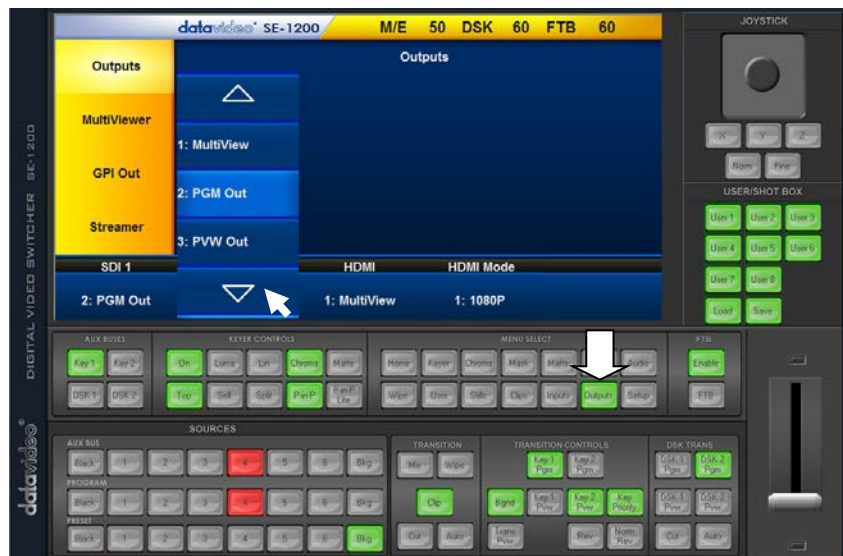 datavideo SE-1200 M/E 50 DSK 60 FTB 60
Outputs
Outputs
MultiViewer
GPI Out
Streamer
1: MultiView
2: PGM Out
3: PVW Out
SDI 1 HDMI HDMI Mode
2: PGM Out 1: MultiView 1: 1080P
JOYSTICK
X Y Z
Norm Fine
USER/SHOT BOX
User 1 User 2 User 3
User 4 User 5 User 6
User 7 User 8
Load Save
DIGITAL VIDEO SWITCHER SE-1200
datavideo
AUX BUSES KEYER CONTROLS MENU SELECT FTB
Key 1 Key 2 On Luma Lin Chroma Matte Home Keyer Chroma Mask Matte Audio Enable
DSK 1 DSK 2 Top Self Split P in P P in P Lite Wipe User Stills Clips Inputs Outputs Setup FTB
SOURCES
AUX BUS TRANSITION TRANSITION CONTROLS DSK TRANS
Black 1 2 3 4 5 6 Bkg Mix Wipe Key 1 Pgm Key 2 Pgm DSK 1 Pgm DSK 2 Pgm
PROGRAM
Black 1 2 3 4 5 6 Bkg Clip Bgnd Key 1 Pvw Key 2 Pvw Key Priority DSK 1 Pvw DSK 2 Pvw
PRESET
Black 1 2 3 4 5 6 Bkg Cut Auto Trans Pvw Rev Norm Rev Cut Auto